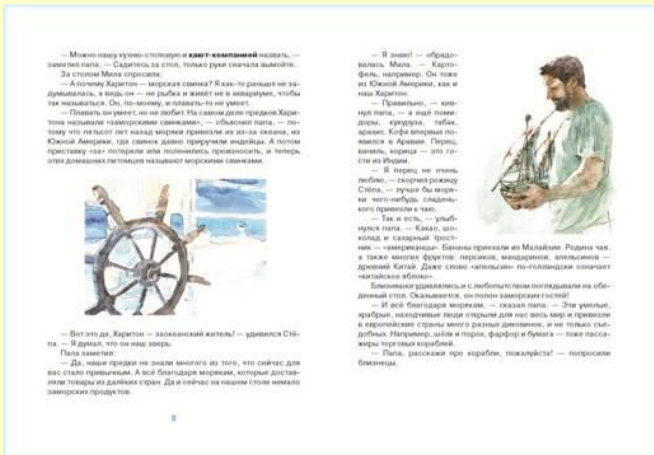 — Можно нашу кухню-столовую и кают-компанией назвать, —
заметил папа. — Садитесь за стол, только руки сначала вымойте.
За столом Мила спросила:
— А почему Харитон — морская свинка? Я как-то раньше не за-
думывалась, а ведь он — не рыбка и живёт не в аквариуме, чтобы
так называться. Он, по-моему, и плавать-то не умеет.
— Плавать он умеет, но не любит. На самом деле предков Хари-
тона называли «заморскими свинками», — объяснил папа, — по-
тому что пятьсот лет назад моряки привезли их из-за океана, из
Южной Америки, где свинок давно приручили индейцы. А потом
приставку «за» потеряли или поленились произносить, и теперь
этих домашних питомцев называют морскими свинками.
— Вот это да, Харитон — заокеанский житель! — удивился Стё-
па. — Я думал, что он наш зверь.
Папа заметил:
— Да, наши предки не знали многого из того, что сейчас для
вас стало привычным. А всё благодаря морякам, которые достав-
ляли товары из далёких стран. Да и сейчас на нашем столе немало
заморских продуктов.
8
— Я знаю! — обрадо-
валась Мила. — Карто-
фель, например. Он тоже
из Южной Америки, как и
наш Харитон.
— Правильно, — кив-
нул папа, — а ещё поми-
доры, кукуруза, табак,
арахис. Кофе впервые по-
явился в Аравии. Перец,
ваниль, корица — это го-
сти из Индии.
— Я перец не очень
люблю, — скорчил рожицу
Стёпа, — лучше бы моря-
ки чего-нибудь сладень-
кого привезли к чаю.
— Так и есть, — улыб-
нулся папа. — Какао, шо-
колад и сахарный трост-
ник — «американцы». Бананы приехали из Малайзии. Родина чая,
а также многих фруктов: персиков, мандаринов, апельсинов —
древний Китай. Даже слово «апельсин» по-голландски означает
«китайское яблоко».
Близняшки удивлялись и с любопытством поглядывали на обе-
денный стол. Оказывается, он полон заморских гостей!
— И всё благодаря морякам, — сказал папа. — Эти умелые,
храбрые, находчивые люди открыли для нас весь мир и привезли
в европейские страны много разных диковинок, и не только съе-
добных. Например, шёлк и порох, фарфор и бумага — тоже пасса-
жиры торговых кораблей.
— Папа, расскажи про корабли, пожалуйста! — попросили
близнецы.